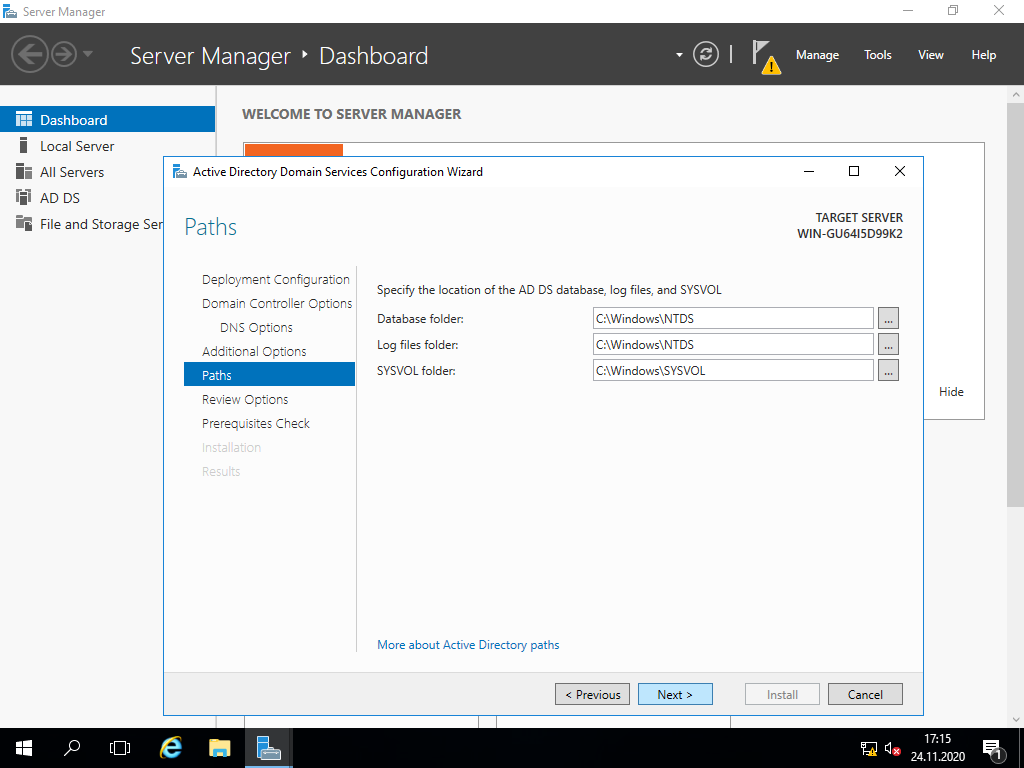 Server Manager
Server Manager ‣ Dashboard
Manage
Tools
View
Help
Dashboard
Local Server
All Servers
AD DS
File and Storage Ser
WELCOME TO SERVER MANAGER
Active Directory Domain Services Configuration Wizard
Paths
TARGET SERVER
WIN-GU64I5D99K2
Deployment Configuration
Domain Controller Options
DNS Options
Additional Options
Paths
Review Options
Prerequisites Check
Installation
Results
Specify the location of the AD DS database, log files, and SYSVOL
Database folder: C:\Windows\NTDS ...
Log files folder: C:\Windows\NTDS ...
SYSVOL folder: C:\Windows\SYSVOL ...
More about Active Directory paths
Hide
< Previous
Next >
Install
Cancel
17:15
24.11.2020
1